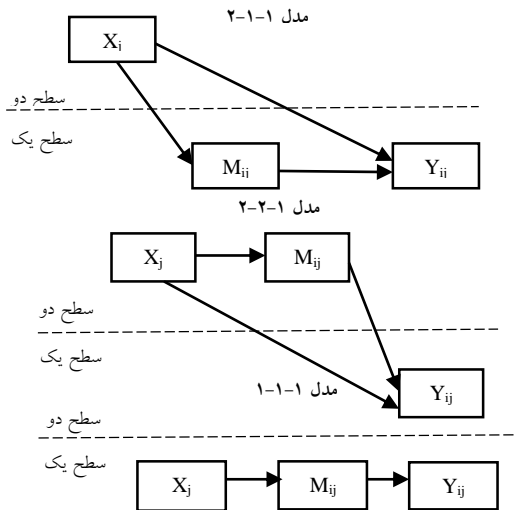 مدل ۱-۱-۲
Xᵢ
سطح دو
سطح یک
Mᵢⱼ
Yᵢⱼ
مدل ۱-۲-۲
Xⱼ
Mᵢⱼ
سطح دو
سطح یک
Yᵢⱼ
مدل ۱-۱-۱
سطح دو
سطح یک
Xⱼ
Mᵢⱼ
Yᵢⱼ